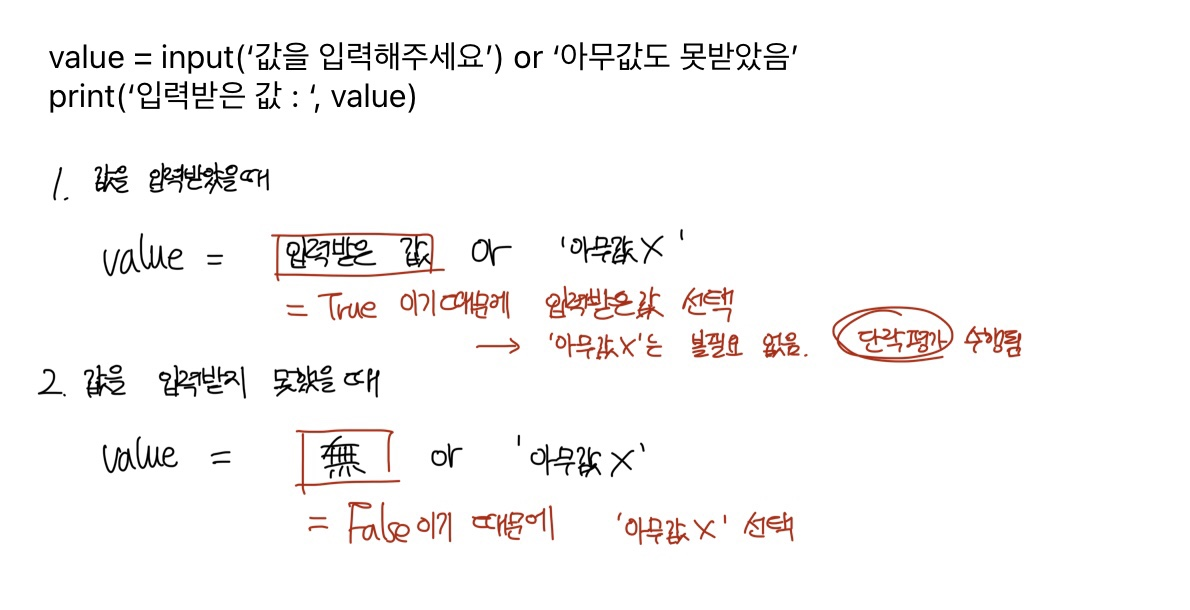 value = input(‘값을 입력해주세요’) or ‘아무값도 못받았음’
print(‘입력받은 값 : ‘, value)
1. 값을 입력받았을때
value = 입력받은 값 or '아무값X'
= True 이기때문에 입력받은값 선택
→ '아무값X'는 볼필요 없음. 단락평가 수행됨
2. 값을 입력받지 못했을때
value = 無 or '아무값X'
= False이기 때문에 '아무값X' 선택